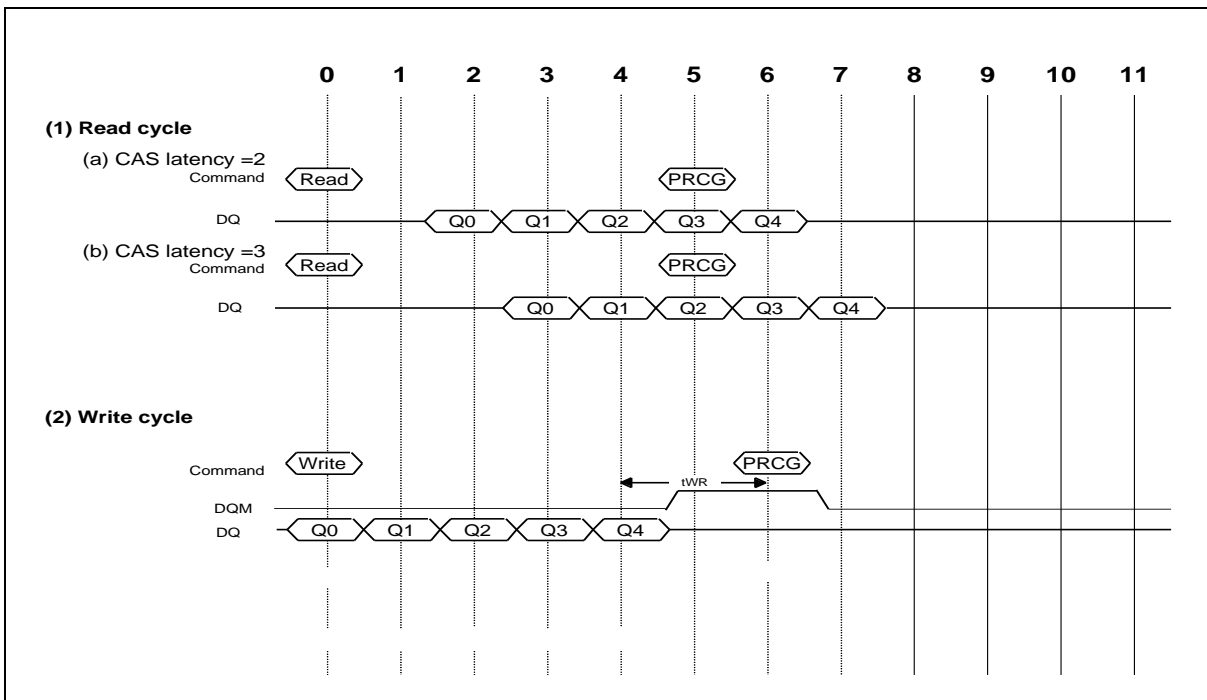 0 1 2 3 4 5 6 7 8 9 10 11
(1) Read cycle
(a) CAS latency =2
Command Read PRCG
DQ Q0 Q1 Q2 Q3 Q4
(b) CAS latency =3
Command Read PRCG
DQ Q0 Q1 Q2 Q3 Q4
(2) Write cycle
Command Write PRCG
tWR
DQM
DQ Q0 Q1 Q2 Q3 Q4